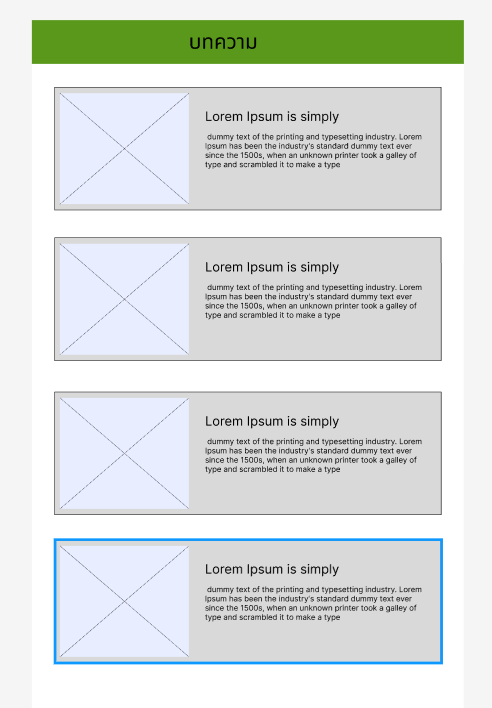 บทความ
Lorem Ipsum is simply
dummy text of the printing and typesetting industry. Lorem
Ipsum has been the industry's standard dummy text ever
since the 1500s, when an unknown printer took a galley of
type and scrambled it to make a type
Lorem Ipsum is simply
dummy text of the printing and typesetting industry. Lorem
Ipsum has been the industry's standard dummy text ever
since the 1500s, when an unknown printer took a galley of
type and scrambled it to make a type
Lorem Ipsum is simply
dummy text of the printing and typesetting industry. Lorem
Ipsum has been the industry's standard dummy text ever
since the 1500s, when an unknown printer took a galley of
type and scrambled it to make a type
Lorem Ipsum is simply
dummy text of the printing and typesetting industry. Lorem
Ipsum has been the industry's standard dummy text ever
since the 1500s, when an unknown printer took a galley of
type and scrambled it to make a type